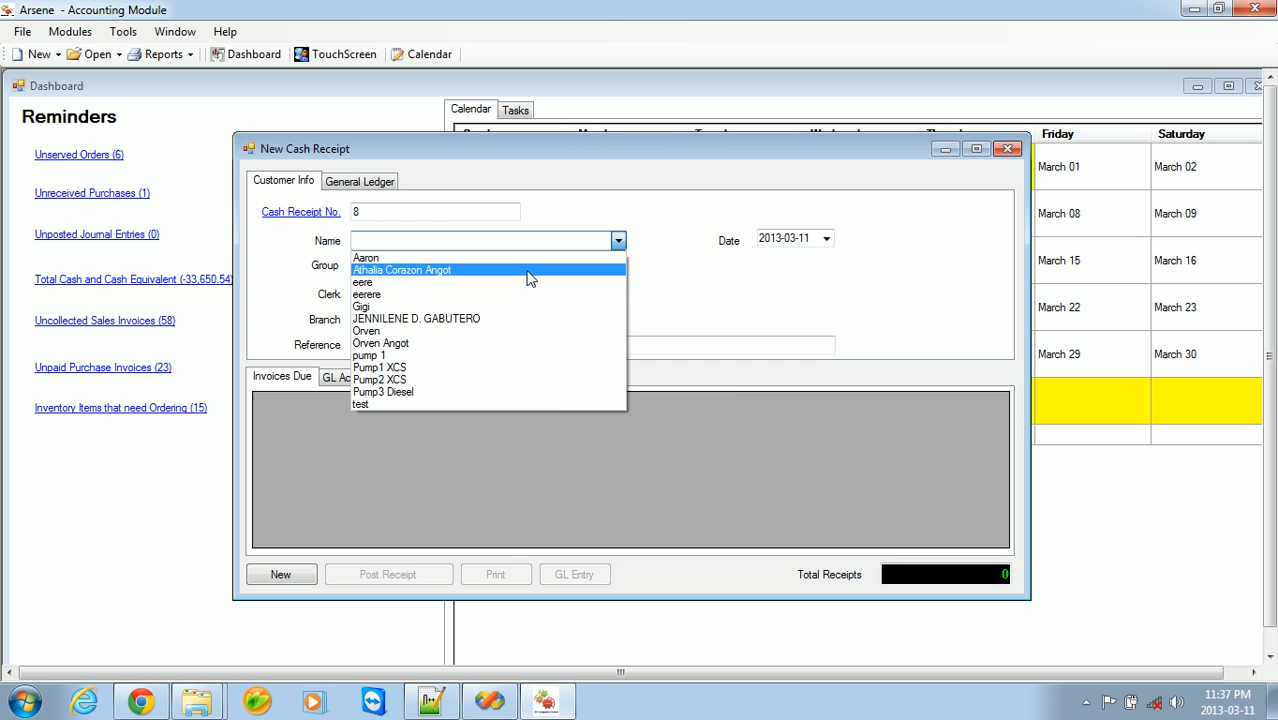 Arsene - Accounting Module
File Modules Tools Window Help
New Open Reports Dashboard TouchScreen Calendar
Dashboard
Reminders
Unserved Orders (6)
Unreceived Purchases (1)
Unposted Journal Entries (0)
Total Cash and Cash Equivalent (-33,650.54)
Uncollected Sales Invoices (58)
Unpaid Purchase Invoices (23)
Inventory Items that need Ordering (15)
Calendar Tasks
Friday Saturday
March 01 March 02
March 08 March 09
March 15 March 16
March 22 March 23
March 29 March 30
New Cash Receipt
Customer Info General Ledger
Cash Receipt No. 8
Name Date 2013-03-11
Group
Clerk
Branch
Reference
Aaron
Athalia Corazon Angot
eere
eerere
Gigi
JENNILENE D. GABUTERO
Orven
Orven Angot
pump 1
Pump1 XCS
Pump2 XCS
Pump3 Diesel
test
Invoices Due GL Ac
New Post Receipt Print GL Entry Total Receipts 0
11:37 PM
2013-03-11